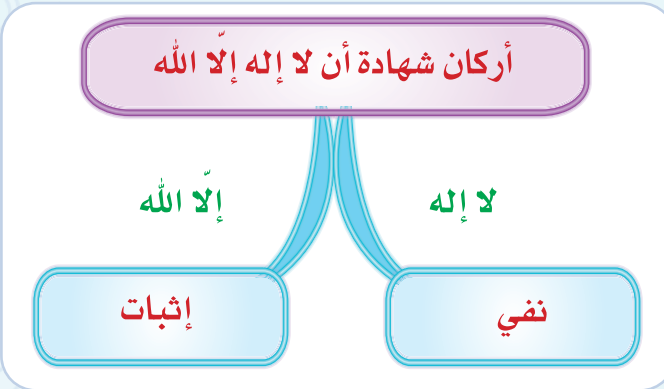 أركان شهادة أن لا إله إلّا الله
لا إله
إلّا الله
نفي
إثبات